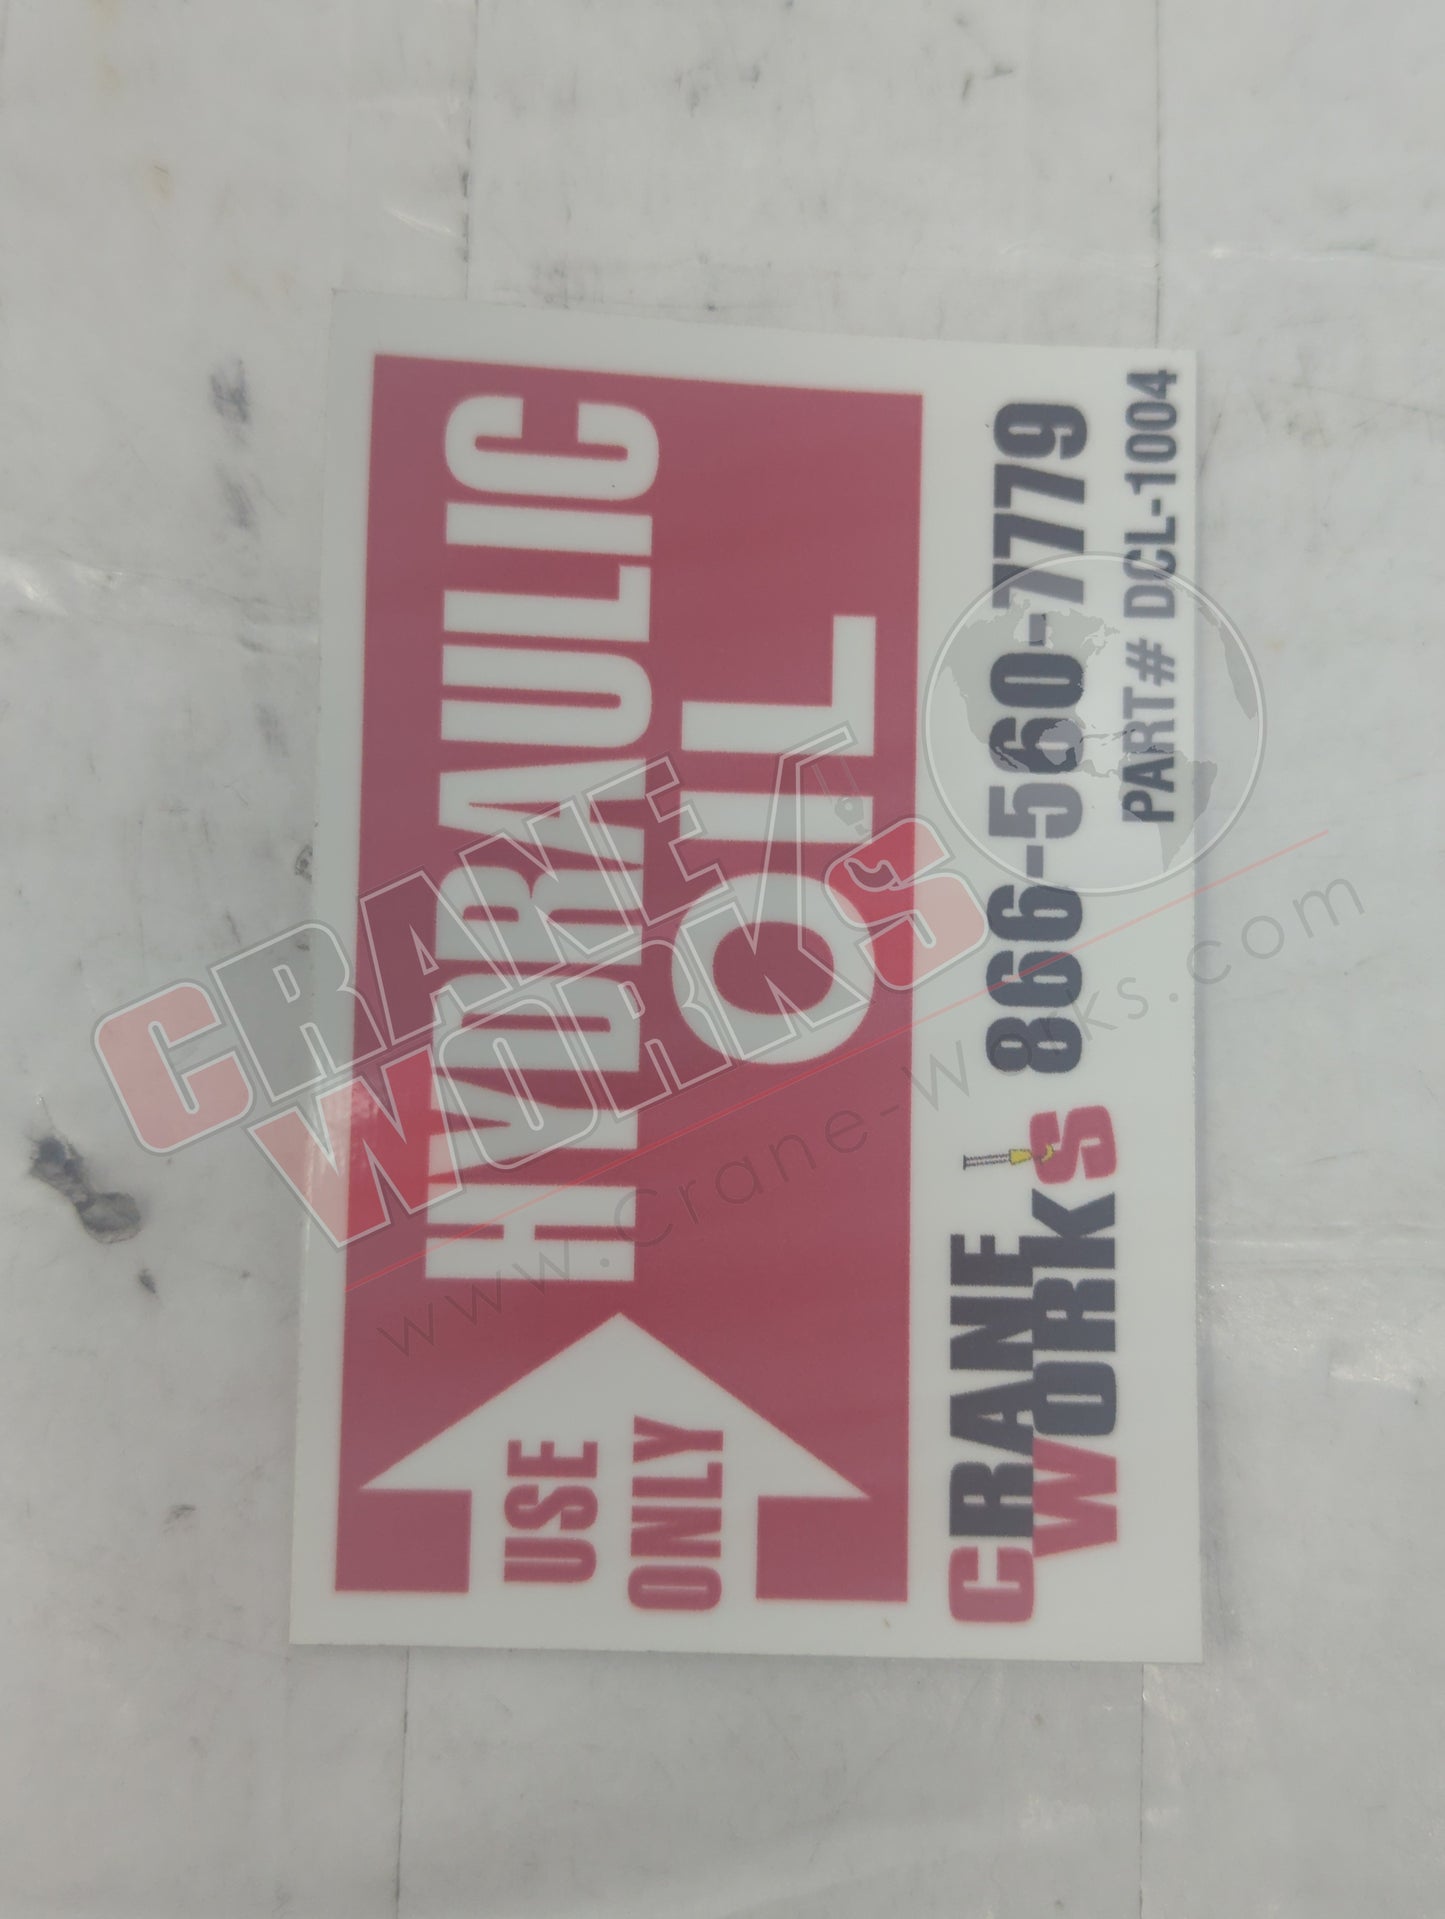 USE
ONLY
HYDRAULIC
OIL
CRANE
WORKS
866-560-7779
PART# DCL-1004
CRANE
WORKS
www.crane-works.com